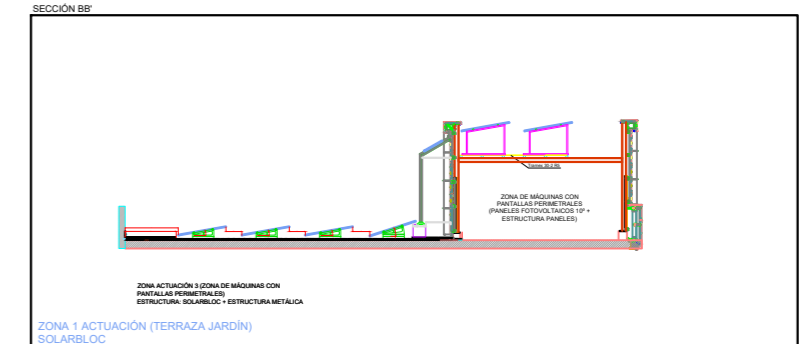 SECCIÓN BB'
ZONA DE MÁQUINAS CON
PANTALLAS PERIMETRALES
(PANELES FOTOVOLTAICOS 10º +
ESTRUCTURA PANELES)
ZONA ACTUACIÓN 3 (ZONA DE MÁQUINAS CON
PANTALLAS PERIMETRALES)
ESTRUCTURA: SOLARBLOC + ESTRUCTURA METÁLICA
ZONA 1 ACTUACIÓN (TERRAZA JARDÍN)
SOLARBLOC